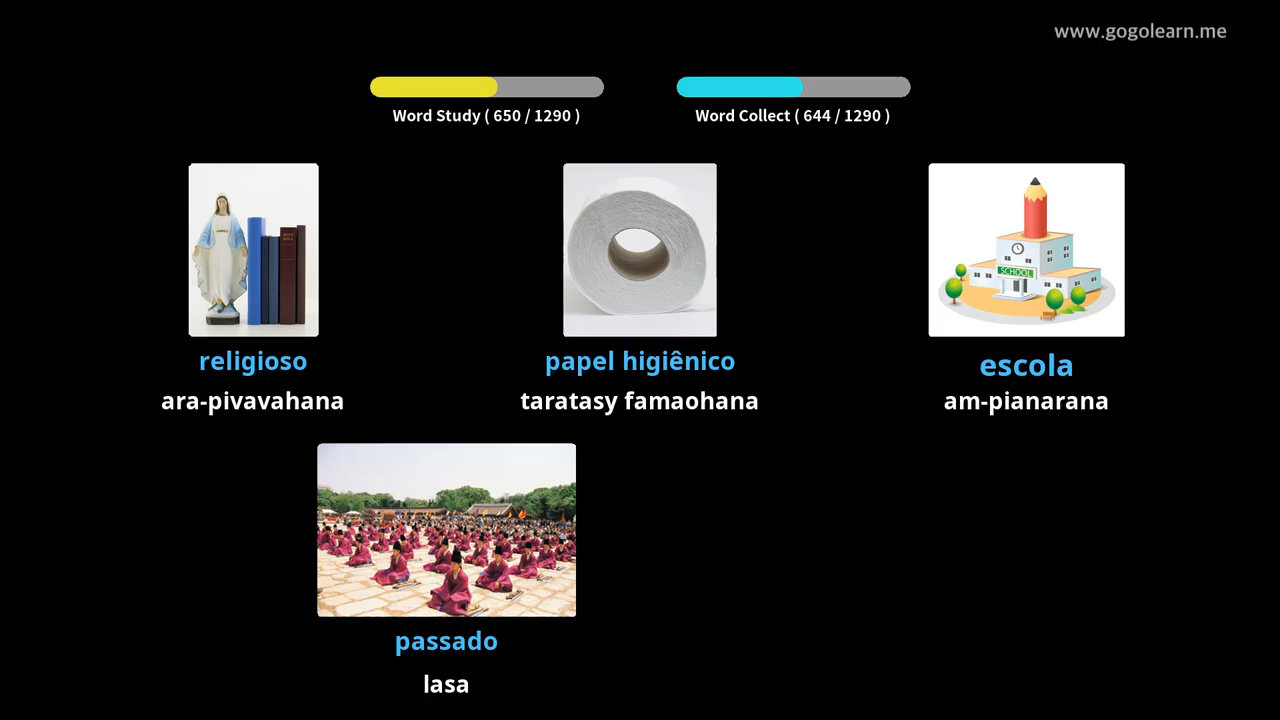 www.gogolearn.me
Word Study ( 650 / 1290 )
Word Collect ( 644 / 1290 )
SCHOOL
religioso
papel higiênico
escola
ara-pivavahana
taratasy famaohana
am-pianarana
passado
lasa